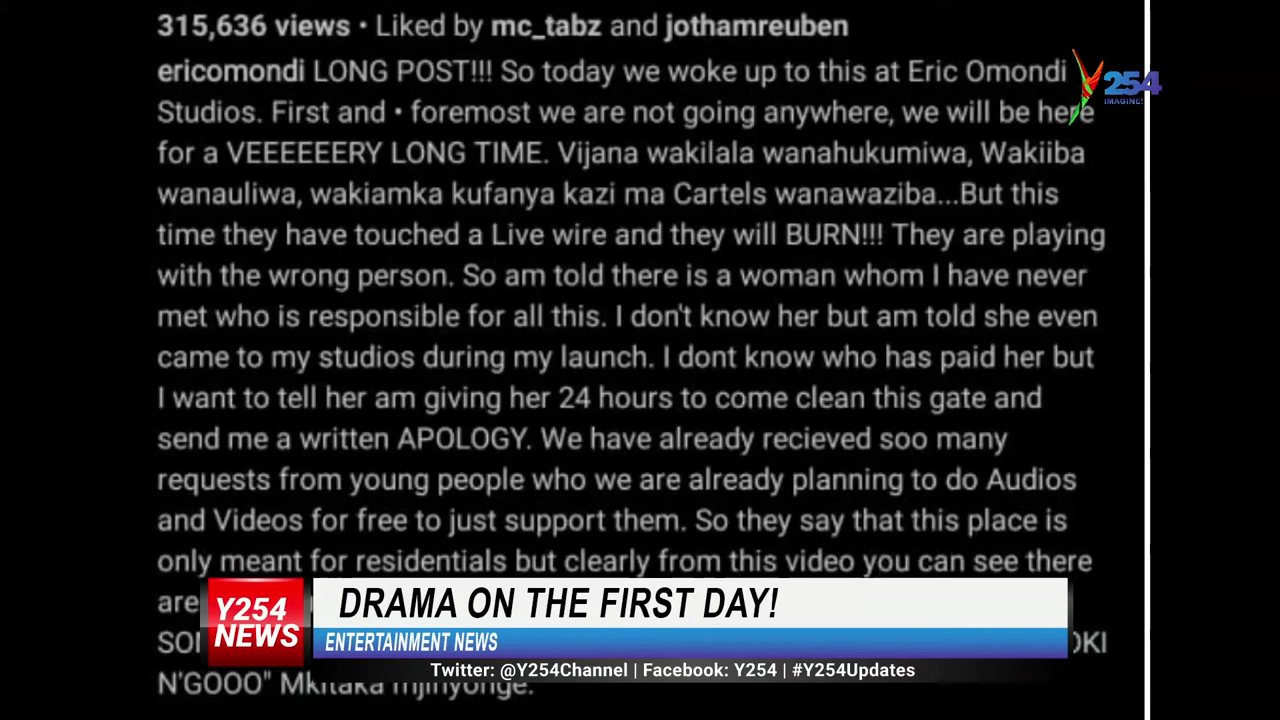 315,636 views • Liked by mc_tabz and jothamreuben
ericomondi LONG POST!!! So today we woke up to this at Eric Omondi
Studios. First and • foremost we are not going anywhere, we will be here
for a VEEEEEERY LONG TIME. Vijana wakilala wanahukumiwa, Wakiiba
wanauliwa, wakiamka kufanya kazi ma Cartels wanawaziba...But this
time they have touched a Live wire and they will BURN!!! They are playing
with the wrong person. So am told there is a woman whom I have never
met who is responsible for all this. I don't know her but am told she even
came to my studios during my launch. I dont know who has paid her but
I want to tell her am giving her 24 hours to come clean this gate and
send me a written APOLOGY. We have already recieved soo many
requests from young people who we are already planning to do Audios
and Videos for free to just support them. So they say that this place is
only meant for residentials but clearly from this video you can see there
are
N'GOOO" Mkitaka mjinyonge.
Y254 IMAGINE!
Y254 NEWS
DRAMA ON THE FIRST DAY!
ENTERTAINMENT NEWS
Twitter: @Y254Channel | Facebook: Y254 | #Y254Updates